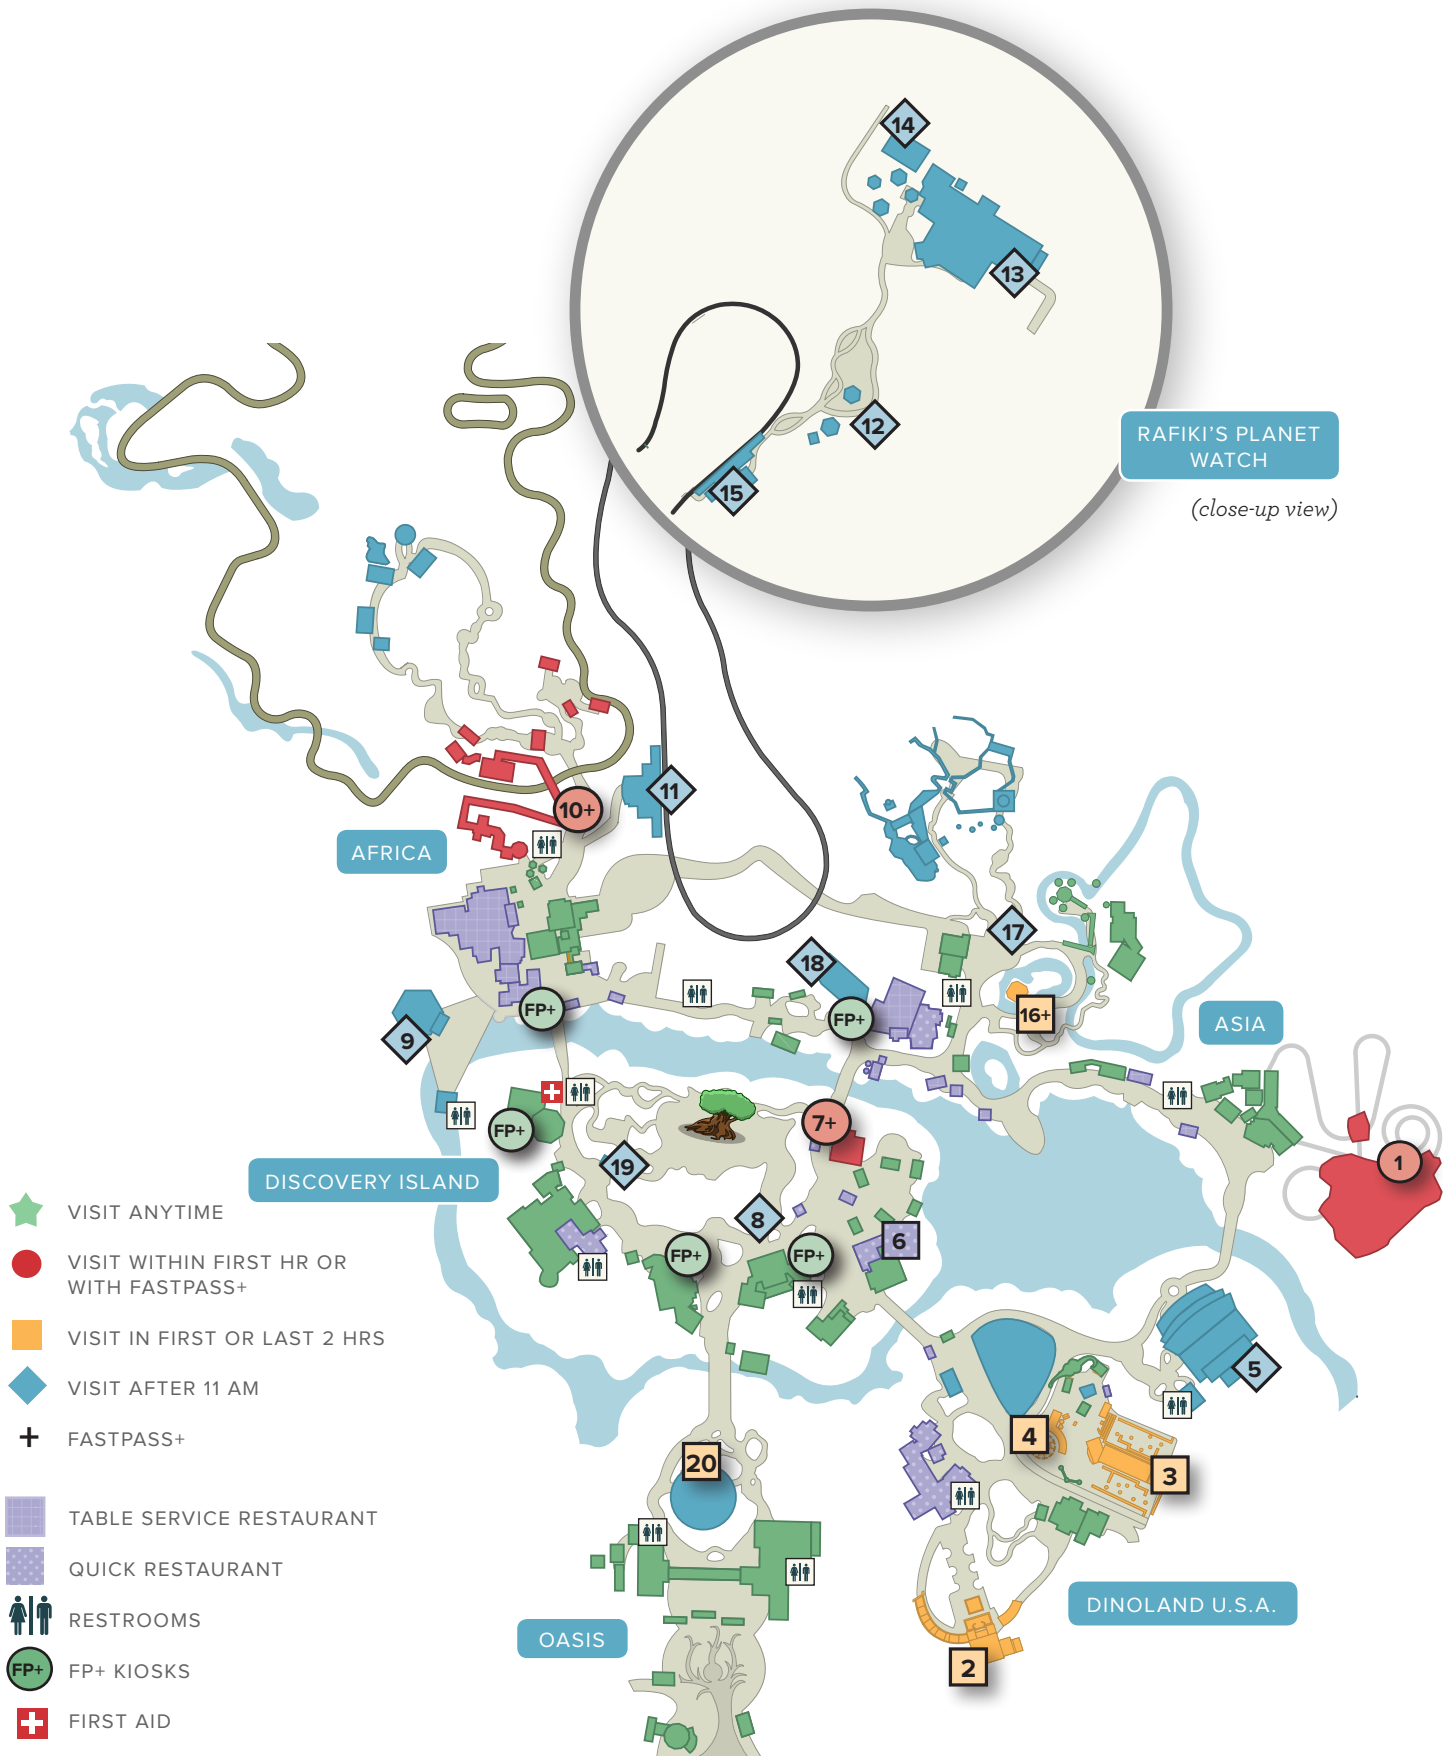 14
13
12
15
RAFIKI'S PLANET
WATCH
(close-up view)
11
10+
AFRICA
17
18
FP+
FP+
16+
ASIA
9
FP+
7+
1
19
DISCOVERY ISLAND
8
6
FP+
FP+
5
4
3
20
2
DINOLAND U.S.A.
OASIS
VISIT ANYTIME
VISIT WITHIN FIRST HR OR
WITH FASTPASS+
VISIT IN FIRST OR LAST 2 HRS
VISIT AFTER 11 AM
+ FASTPASS+
TABLE SERVICE RESTAURANT
QUICK RESTAURANT
RESTROOMS
FP+ FP+ KIOSKS
FIRST AID